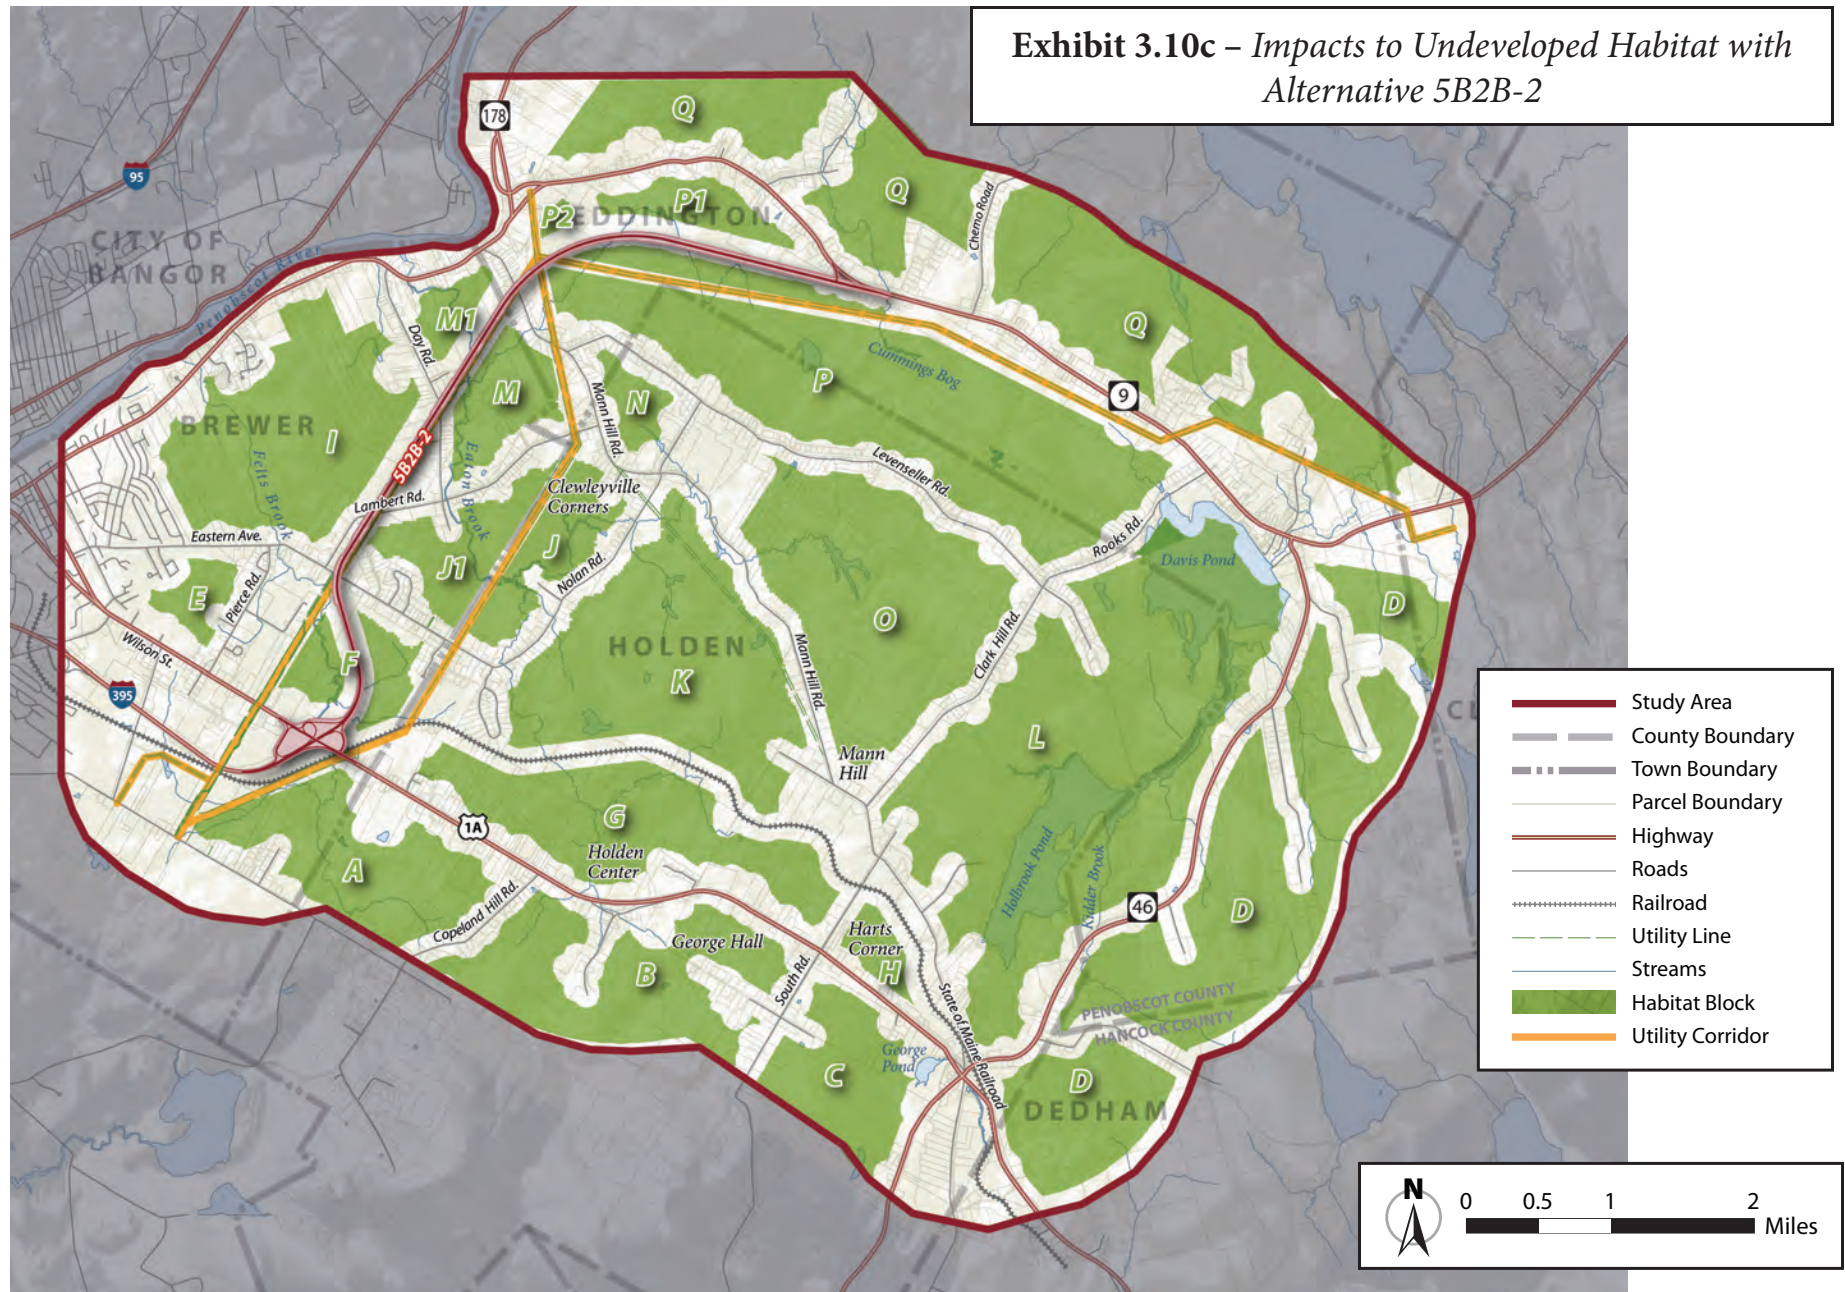 Exhibit 3.10c – Impacts to Undeveloped Habitat with
Alternative 5B2B-2
178
Q
95
P1
Q
P2
EDDINGTON
CITY OF
BANGOR
Chemo Road
Penobscot River
M1
Day Rd.
Q
Cummings Bog
P
M
N
Mann Hill Rd.
9
BREWER
I
5B2B-2
Felts Brook
Eaton Brook
Levenseller Rd.
Lambert Rd.
Clewleyville
Corners
Eastern Ave.
Rooks Rd.
J
J1
Nolan Rd.
Davis Pond
E
Pierce Rd.
O
D
HOLDEN
Wilson St.
F
K
Mann Hill Rd.
Clark Hill Rd.
395
L
Mann
Hill
G
1A
Holden
Center
A
Holbrook Pond
Kidder Brook
Copeland Hill Rd.
46
D
George Hall
Harts
Corner
B
H
South Rd.
State of Maine Railroad
PENOBSCOT COUNTY
HANCOCK COUNTY
George
Pond
C
D
DEDHAM
CL
Study Area
County Boundary
Town Boundary
Parcel Boundary
Highway
Roads
Railroad
Utility Line
Streams
Habitat Block
Utility Corridor
N
0 0.5 1 2
Miles